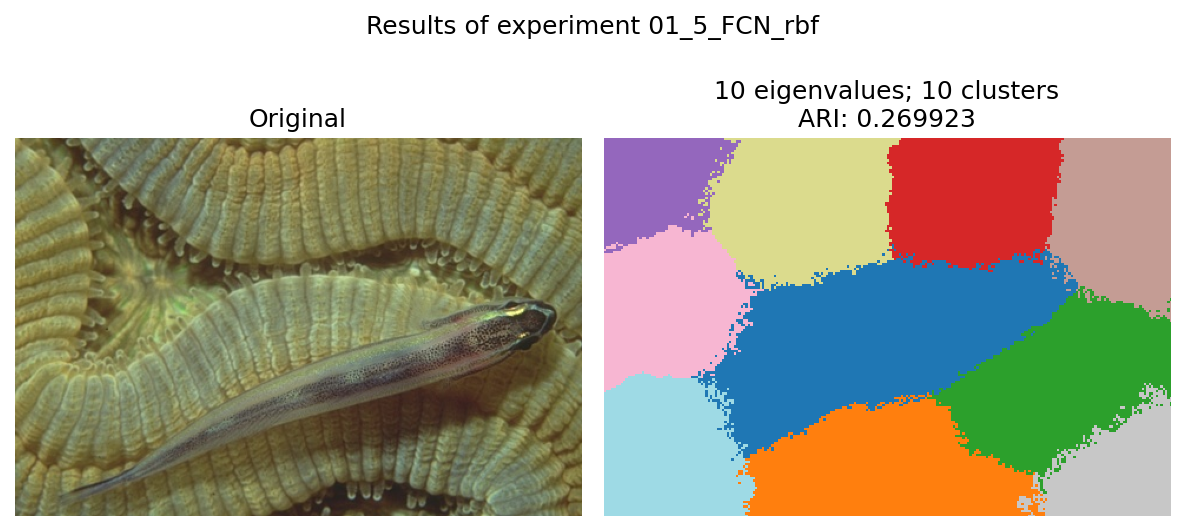 Results of experiment 01_5_FCN_rbf
Original
10 eigenvalues; 10 clusters
ARI: 0.269923